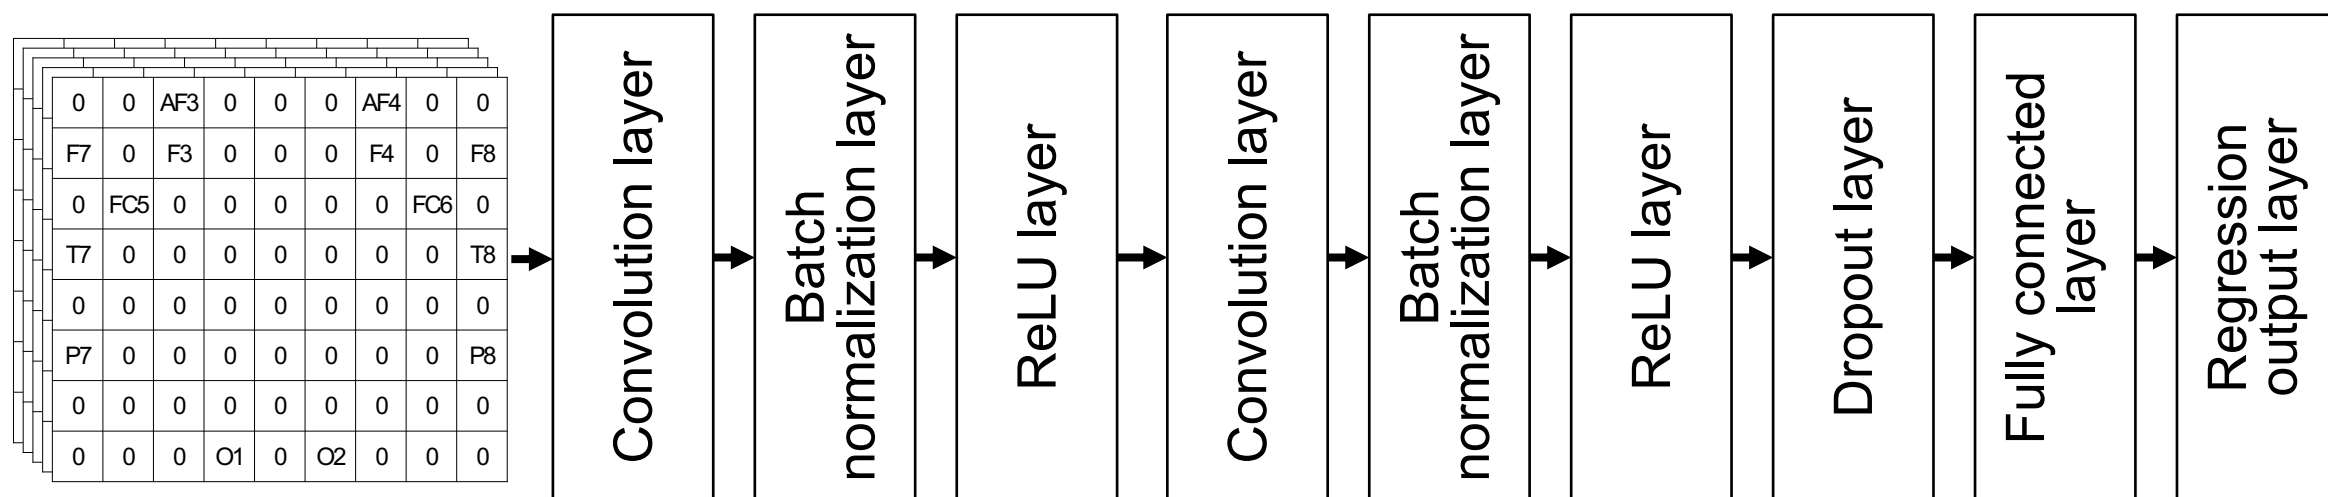 0 0 AF3 0 0 0 AF4 0 0
F7 0 F3 0 0 0 F4 0 F8
0 FC5 0 0 0 0 0 FC6 0
T7 0 0 0 0 0 0 0 T8
0 0 0 0 0 0 0 0 0
P7 0 0 0 0 0 0 0 P8
0 0 0 0 0 0 0 0 0
0 0 0 O1 0 O2 0 0 0
Convolution layer
Batch
normalization layer
ReLU layer
Convolution layer
Batch
normalization layer
ReLU layer
Dropout layer
Fully connected
layer
Regression
output layer